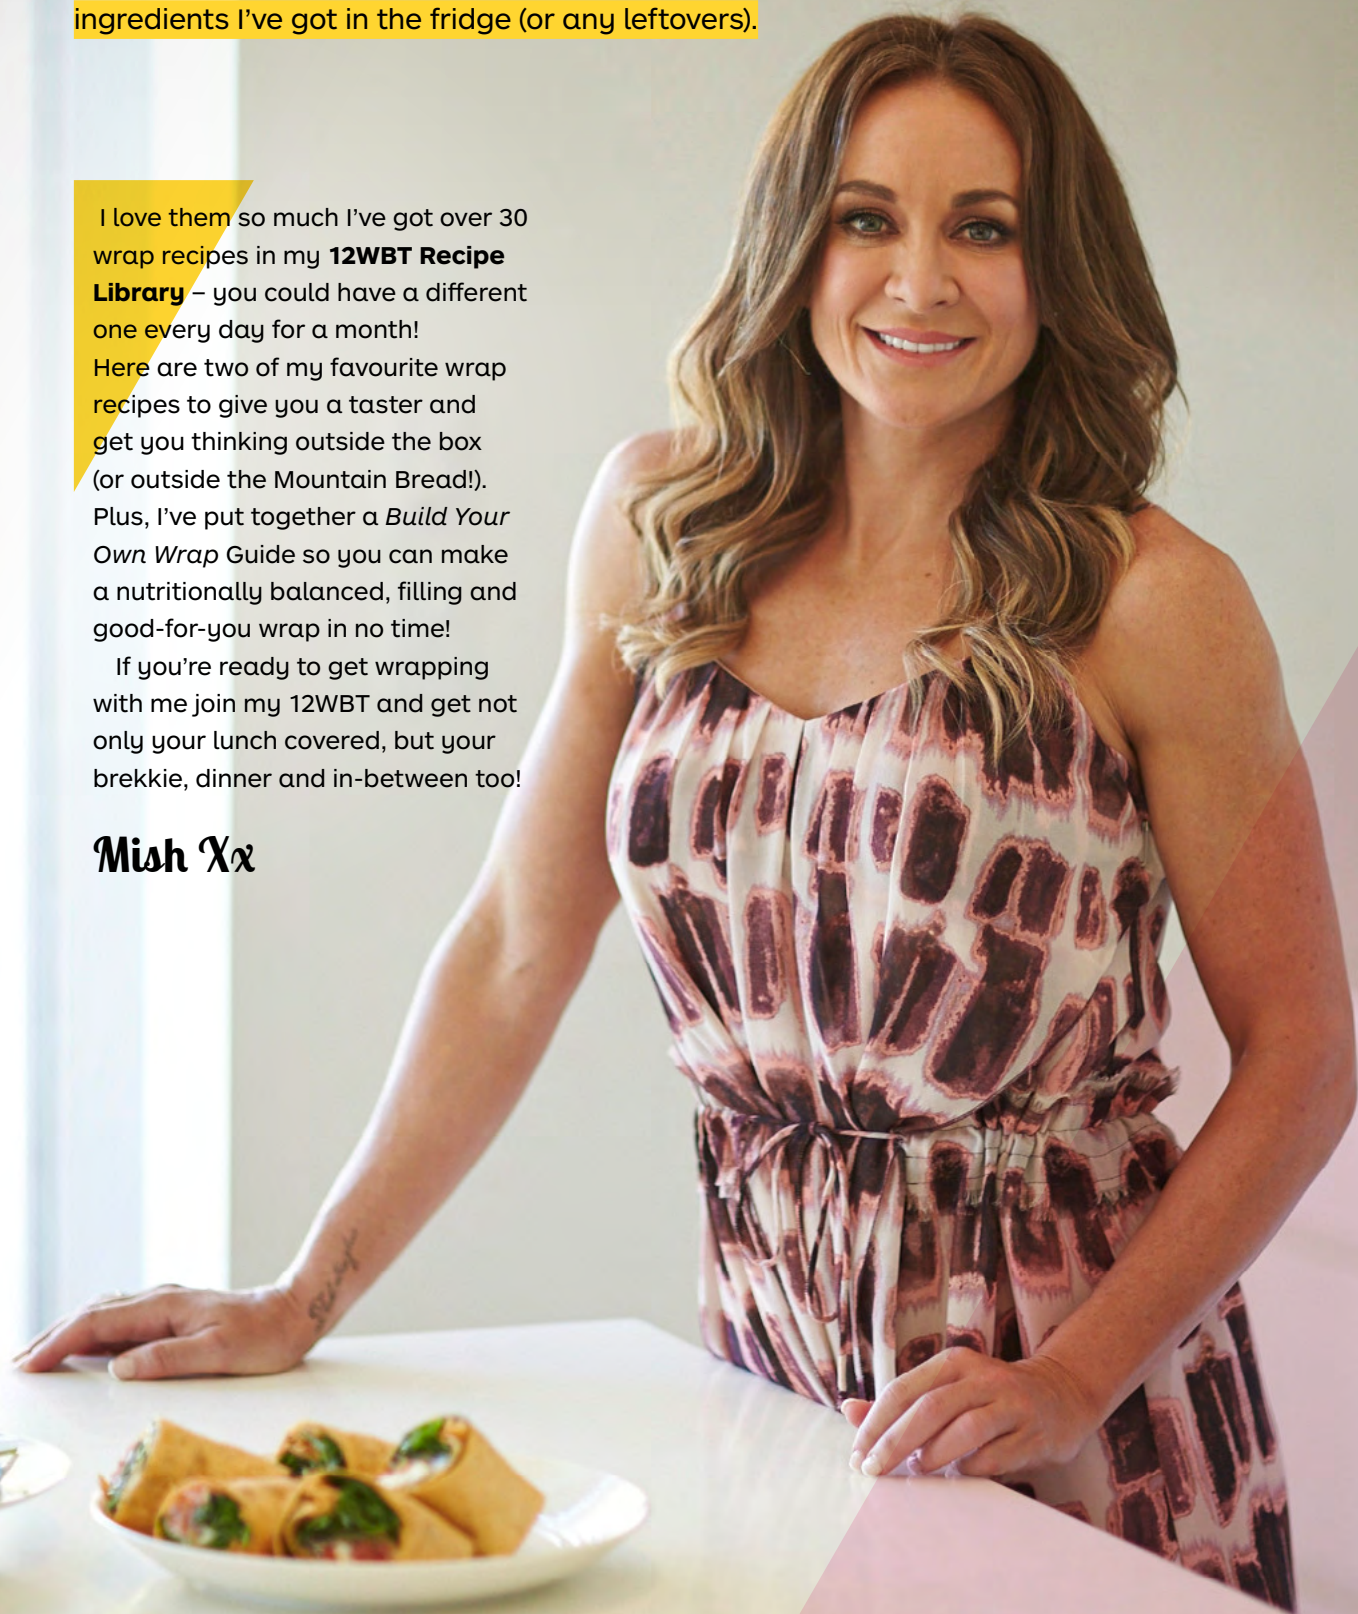 ingredients I’ve got in the fridge (or any leftovers).
I love them so much I’ve got over 30
wrap recipes in my 12WBT Recipe
Library – you could have a different
one every day for a month!
Here are two of my favourite wrap
recipes to give you a taster and
get you thinking outside the box
(or outside the Mountain Bread!).
Plus, I’ve put together a Build Your
Own Wrap Guide so you can make
a nutritionally balanced, filling and
good-for-you wrap in no time!
If you’re ready to get wrapping
with me join my 12WBT and get not
only your lunch covered, but your
brekkie, dinner and in-between too!
Mish Xx